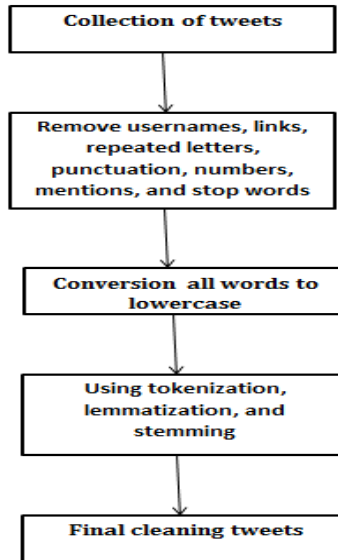 Collection of tweets
Remove usernames, links,
repeated letters,
punctuation, numbers,
mentions, and stop words
Conversion all words to
lowercase
Using tokenization,
lemmatization, and
stemming
Final cleaning tweets